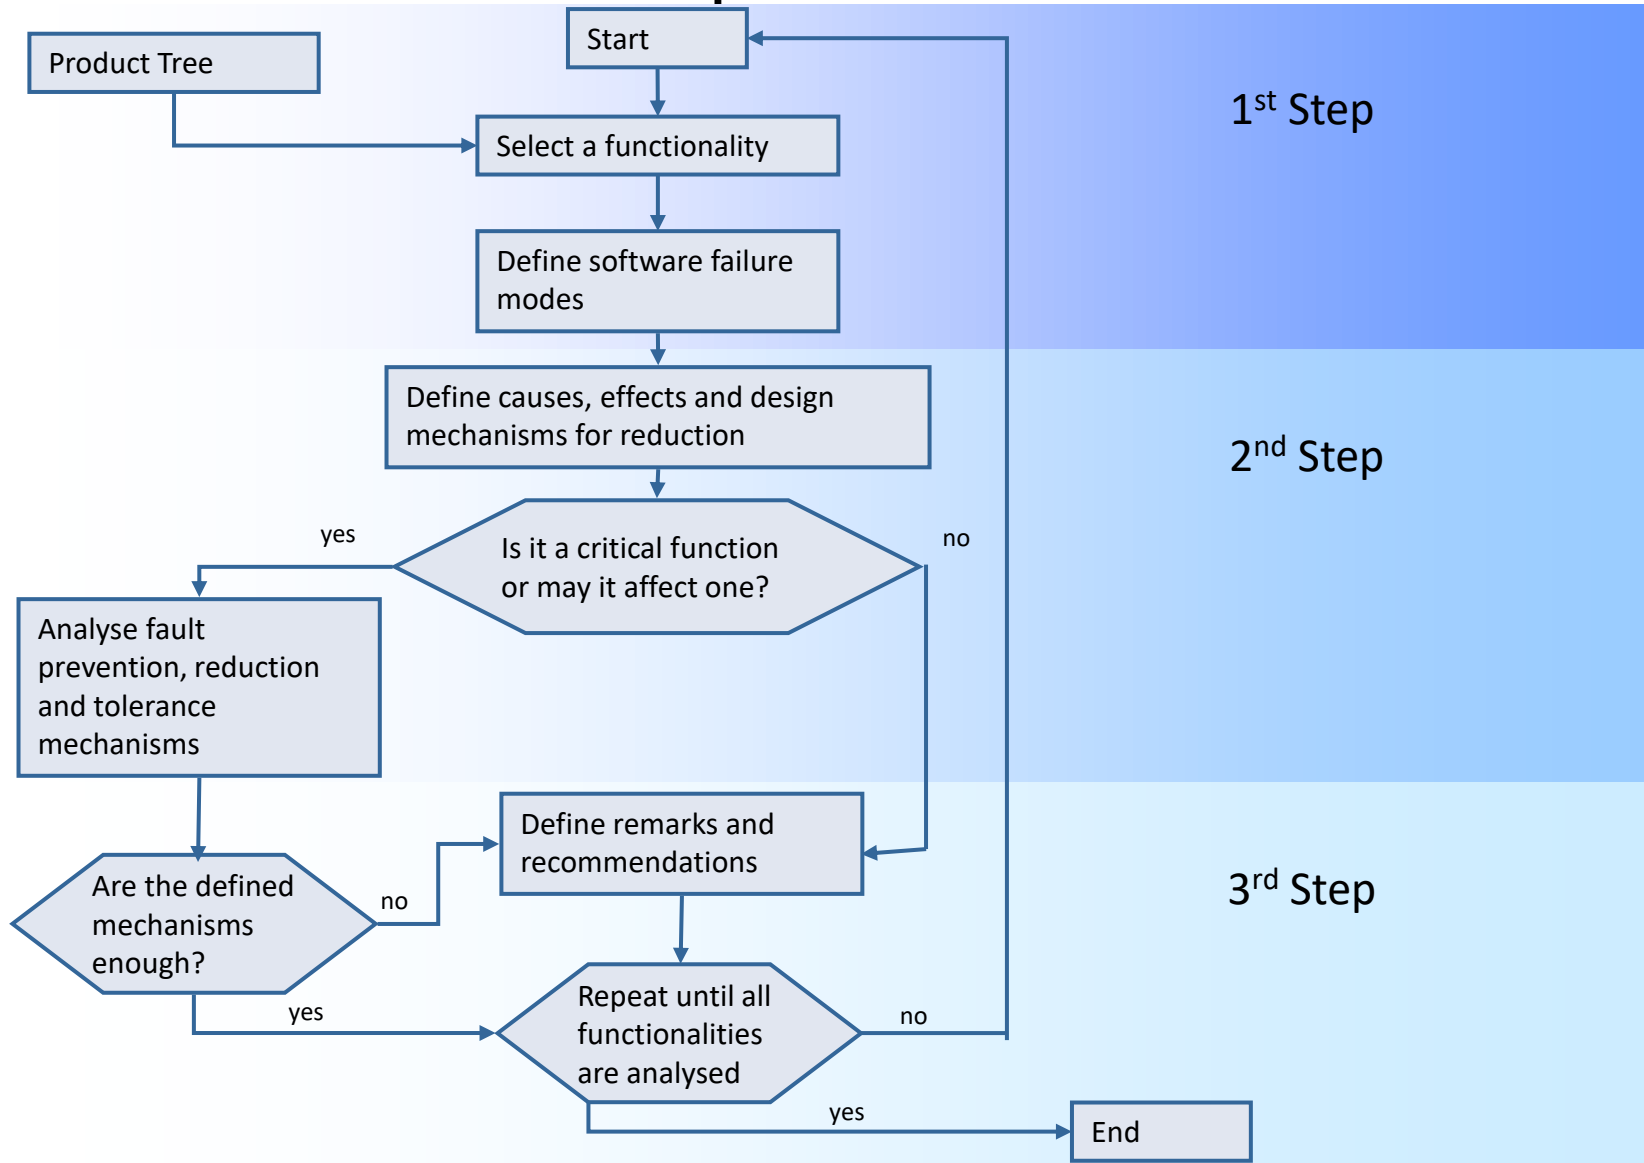 Start
Product Tree
1st Step
Select a functionality
Define software failure
modes
Define causes, effects and design
mechanisms for reduction
2nd Step
yes
no
Is it a critical function
or may it affect one?
Analyse fault
prevention, reduction
and tolerance
mechanisms
Define remarks and
recommendations
3rd Step
Are the defined
mechanisms
enough?
no
Repeat until all
functionalities
are analysed
yes
no
yes
End